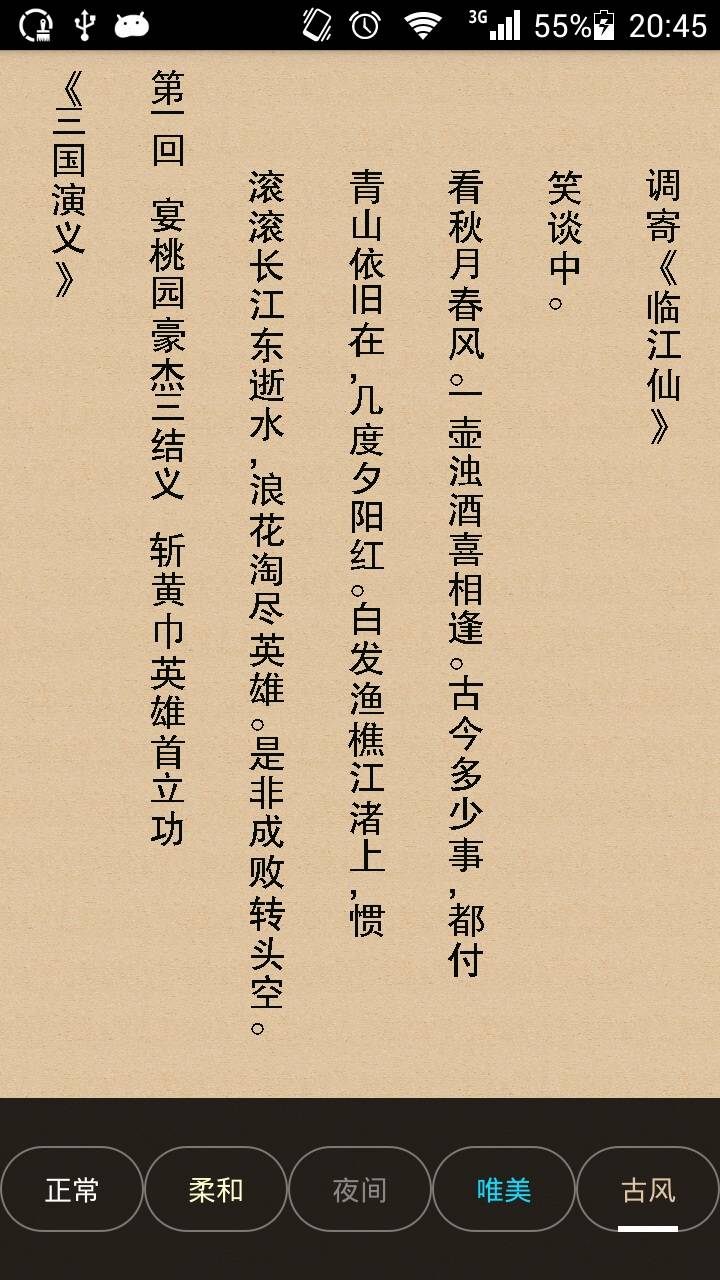 3G 55% 20:45
《三国演义》
第一回 宴桃园豪杰三结义 斩黄巾英雄首立功
滚滚长江东逝水,浪花淘尽英雄。是非成败转头空。
青山依旧在,几度夕阳红。白发渔樵江渚上,惯
看秋月春风。一壶浊酒喜相逢。古今多少事,都付
笑谈中。
调寄《临江仙》
正常 柔和 夜间 唯美 古风